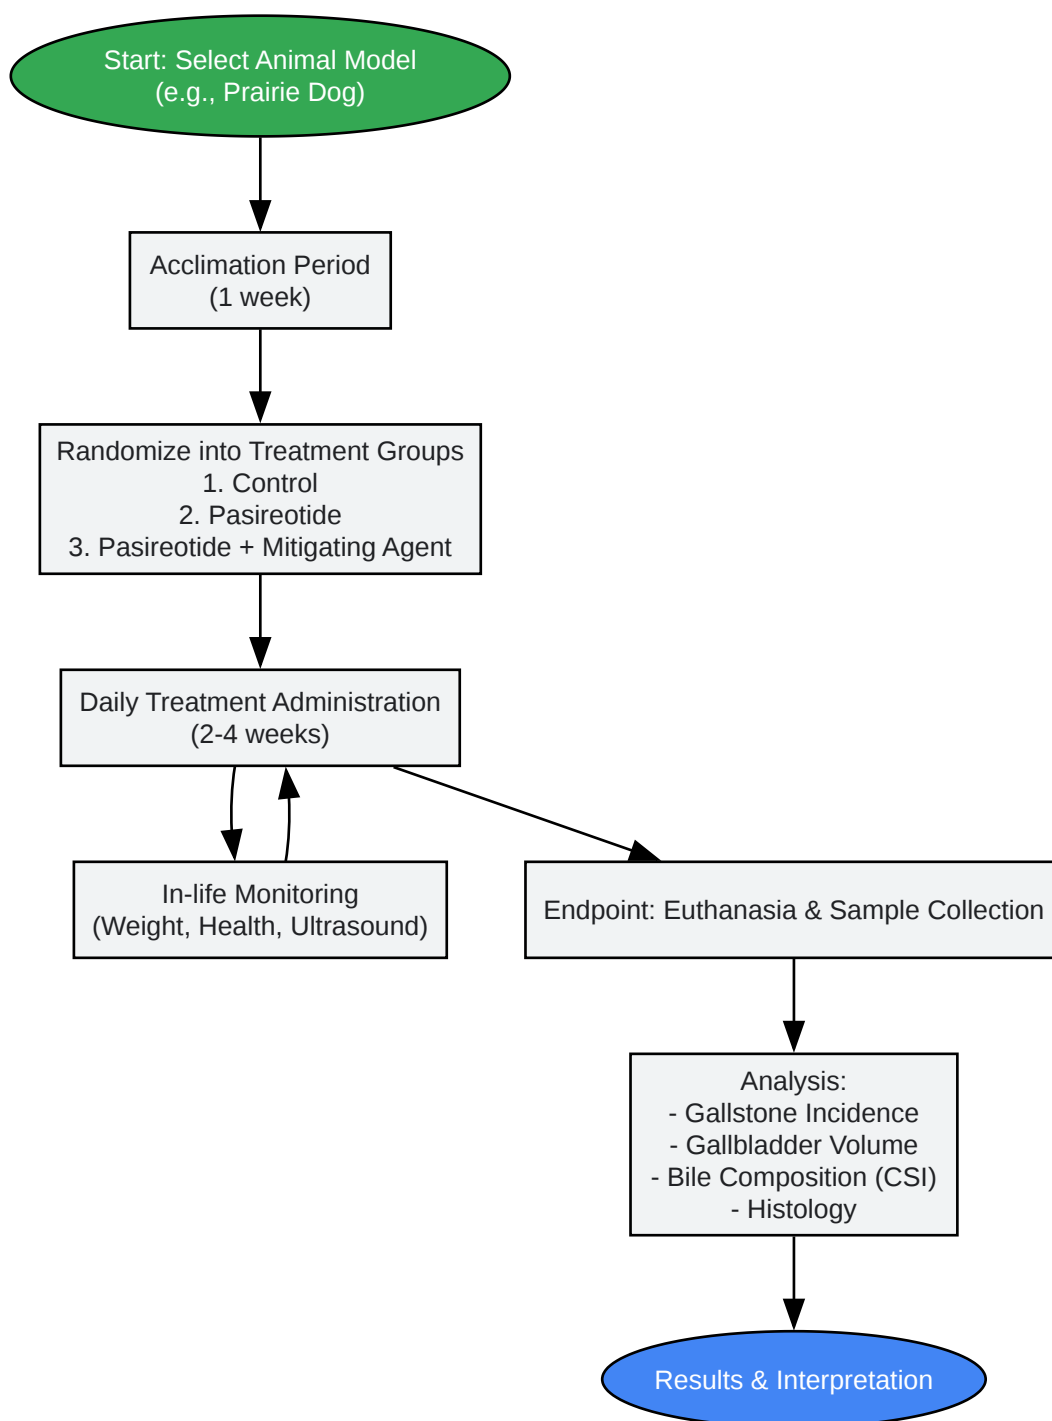 Start: Select Animal Model
(e.g., Prairie Dog)
Acclimation Period
(1 week)
Randomize into Treatment Groups
1. Control
2. Pasireotide
3. Pasireotide + Mitigating Agent
Daily Treatment Administration
(2-4 weeks)
In-life Monitoring
(Weight, Health, Ultrasound)
Endpoint: Euthanasia & Sample Collection
Analysis:
- Gallstone Incidence
- Gallbladder Volume
- Bile Composition (CSI)
- Histology
Results & Interpretation